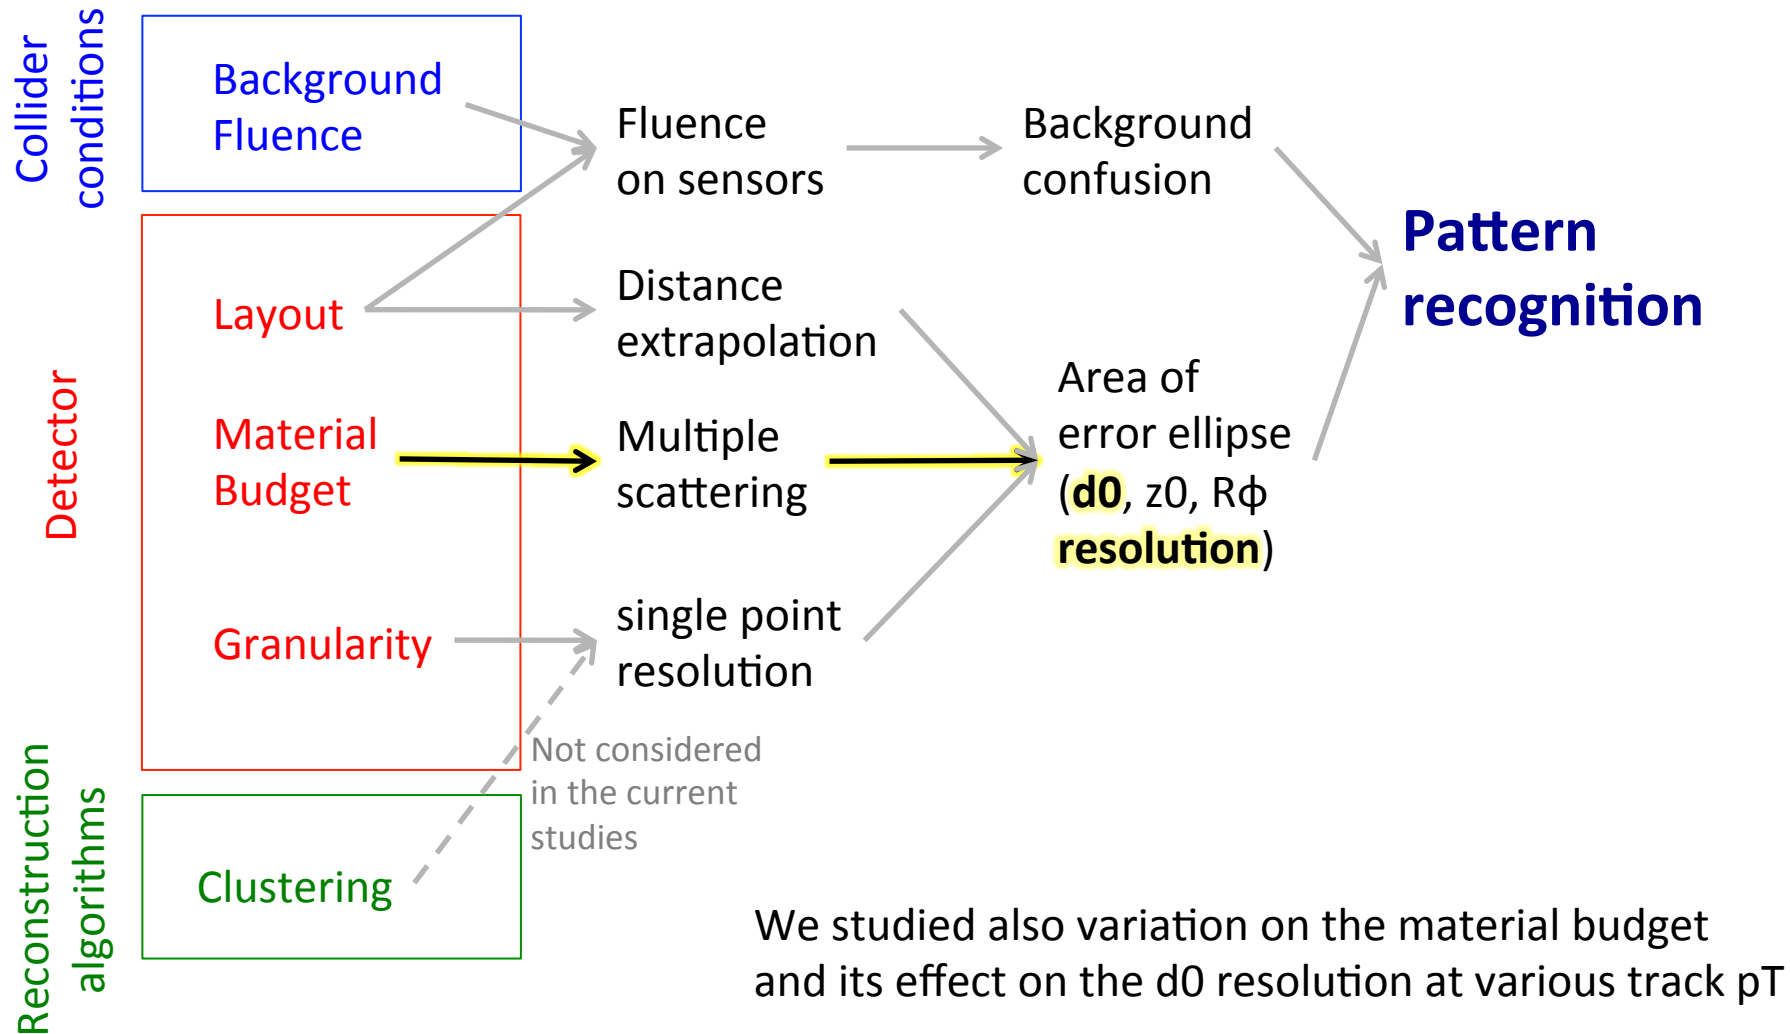 Collider
conditions
Background
Fluence
Fluence
on sensors
Background
confusion
Pattern
recognition
Detector
Layout
Distance
extrapolation
Material
Budget
Multiple
scattering
Area of
error ellipse
(d0, z0, Rϕ
resolution)
Granularity
single point
resolution
Not considered
in the current
studies
Reconstruction
algorithms
Clustering
We studied also variation on the material budget
and its effect on the d0 resolution at various track pT